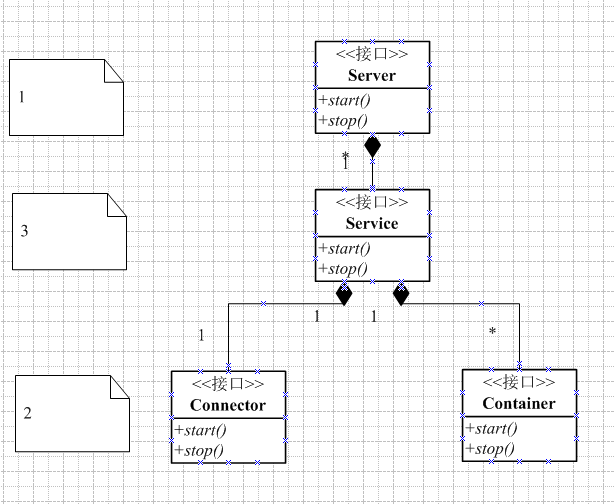 <<接口>>
Server
+start()
+stop()
1
*
1
<<接口>>
Service
+start()
+stop()
3
1
1
1
*
<<接口>>
Connector
+start()
+stop()
<<接口>>
Container
+start()
+stop()
2